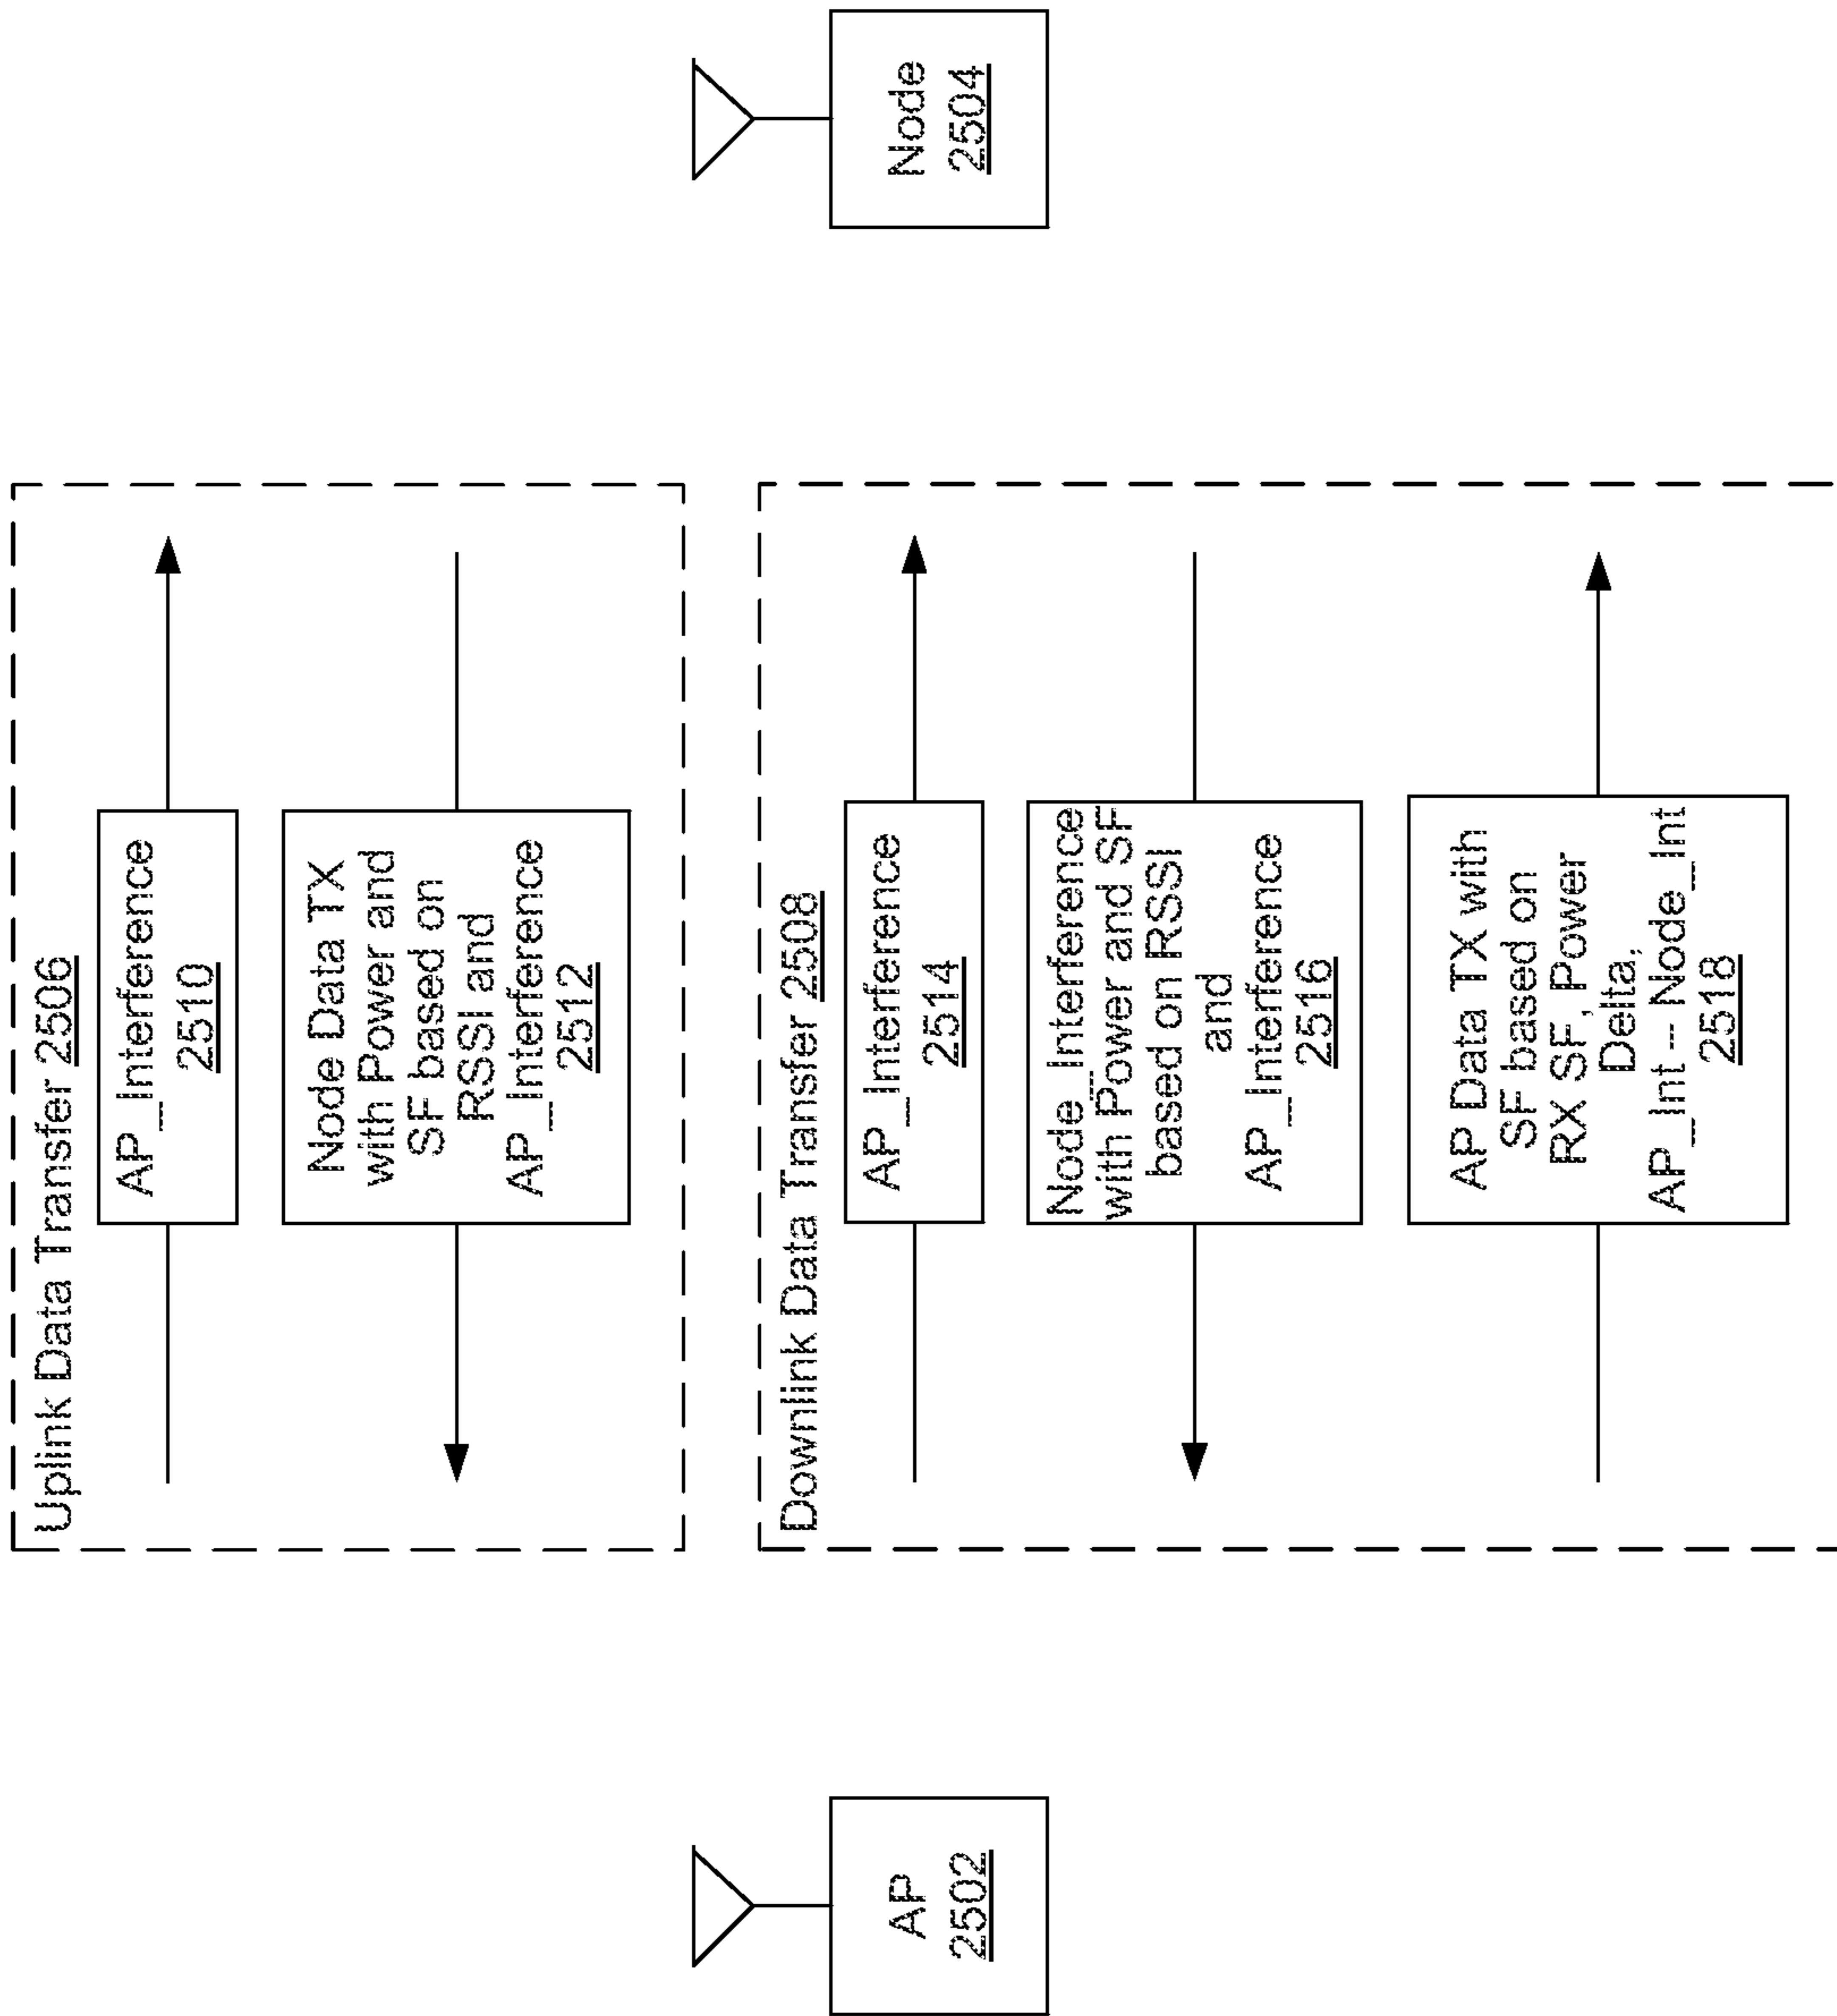 Uplink Data Transfer 2506
AP_Interference
2510
Node Data TX
with Power and
SF based on
RSSI and
AP_Interference
2512
Downlink Data Transfer 2508
AP_Interference
2514
Node_Interference
with Power and SF
based on RSSI
and
AP_Interference
2516
AP Data TX with
SF based on
RX SF, Power
Delta,
AP_Int -- Node_Int
2518
AP
2502
Node
2504